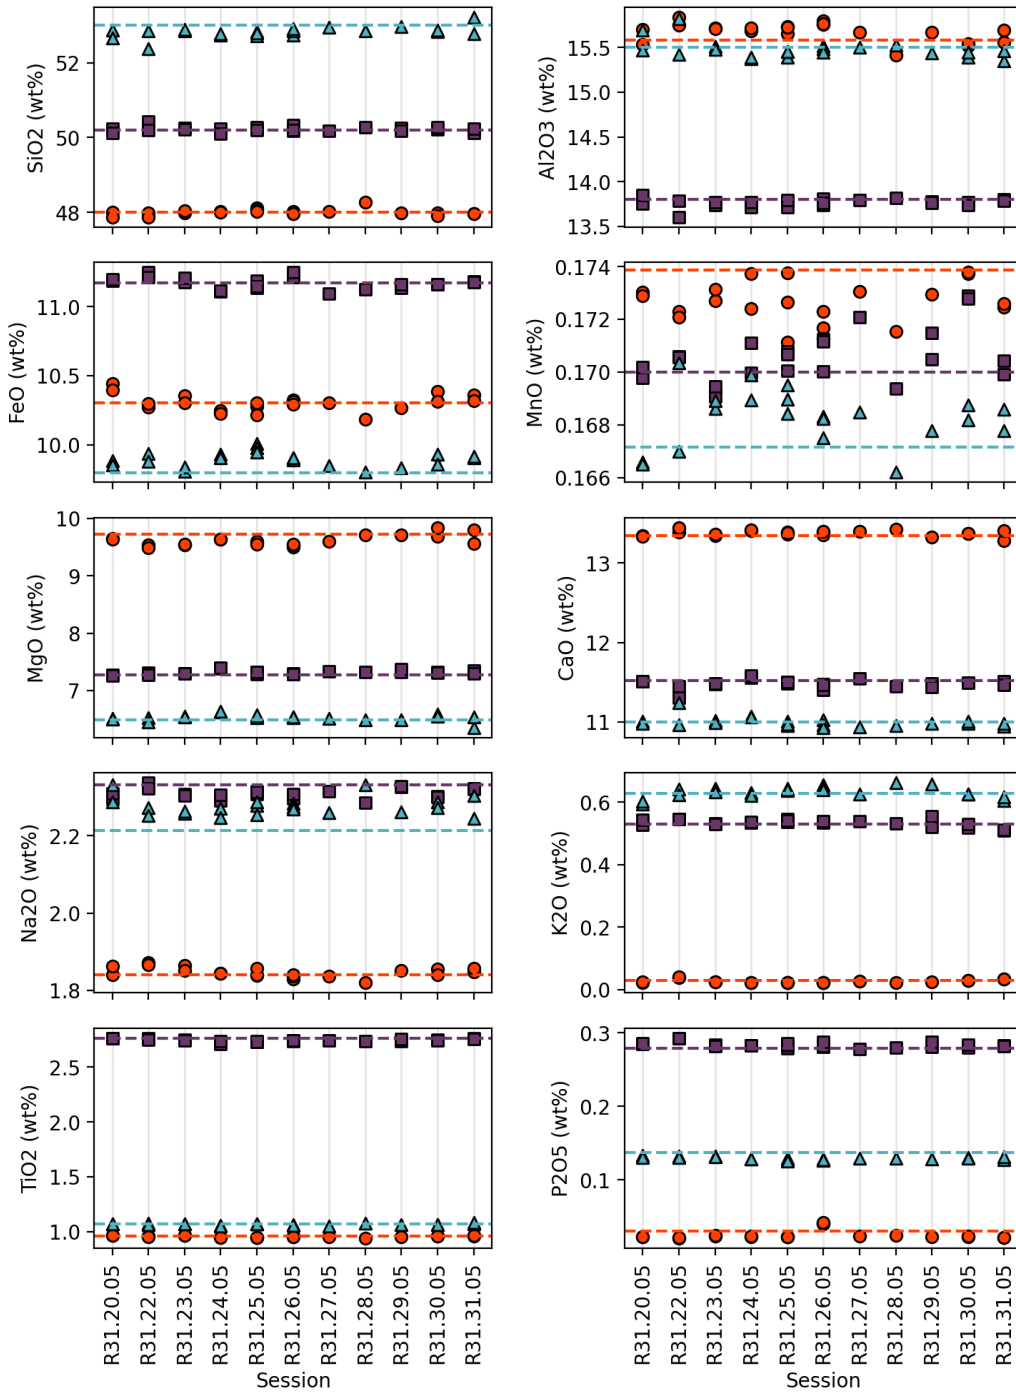 SiO2 (wt%)
52
50
48
Al2O3 (wt%)
15.5
15.0
14.5
14.0
13.5
FeO (wt%)
11.0
10.5
10.0
MnO (wt%)
0.174
0.172
0.170
0.168
0.166
MgO (wt%)
10
9
8
7
CaO (wt%)
13
12
11
Na2O (wt%)
2.2
2.0
1.8
K2O (wt%)
0.6
0.4
0.2
0.0
TiO2 (wt%)
2.5
2.0
1.5
1.0
P2O5 (wt%)
0.3
0.2
0.1
R31.20.05
R31.22.05
R31.23.05
R31.24.05
R31.25.05
R31.26.05
R31.27.05
R31.28.05
R31.29.05
R31.30.05
R31.31.05
Session
R31.20.05
R31.22.05
R31.23.05
R31.24.05
R31.25.05
R31.26.05
R31.27.05
R31.28.05
R31.29.05
R31.30.05
R31.31.05
Session